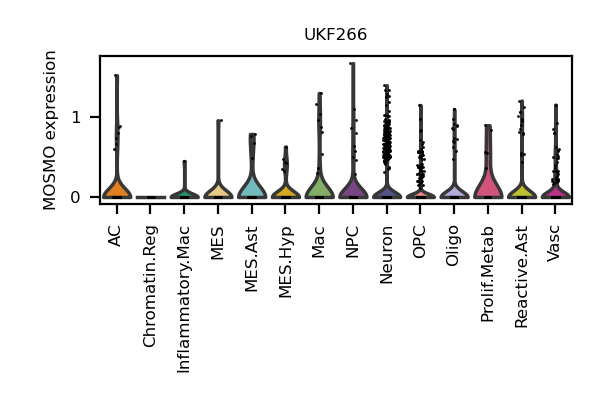 UKF266
MOSMO expression
1
0
AC
Chromatin.Reg
Inflammatory.Mac
MES
MES.Ast
MES.Hyp
Mac
NPC
Neuron
OPC
Oligo
Prolif.Metab
Reactive.Ast
Vasc